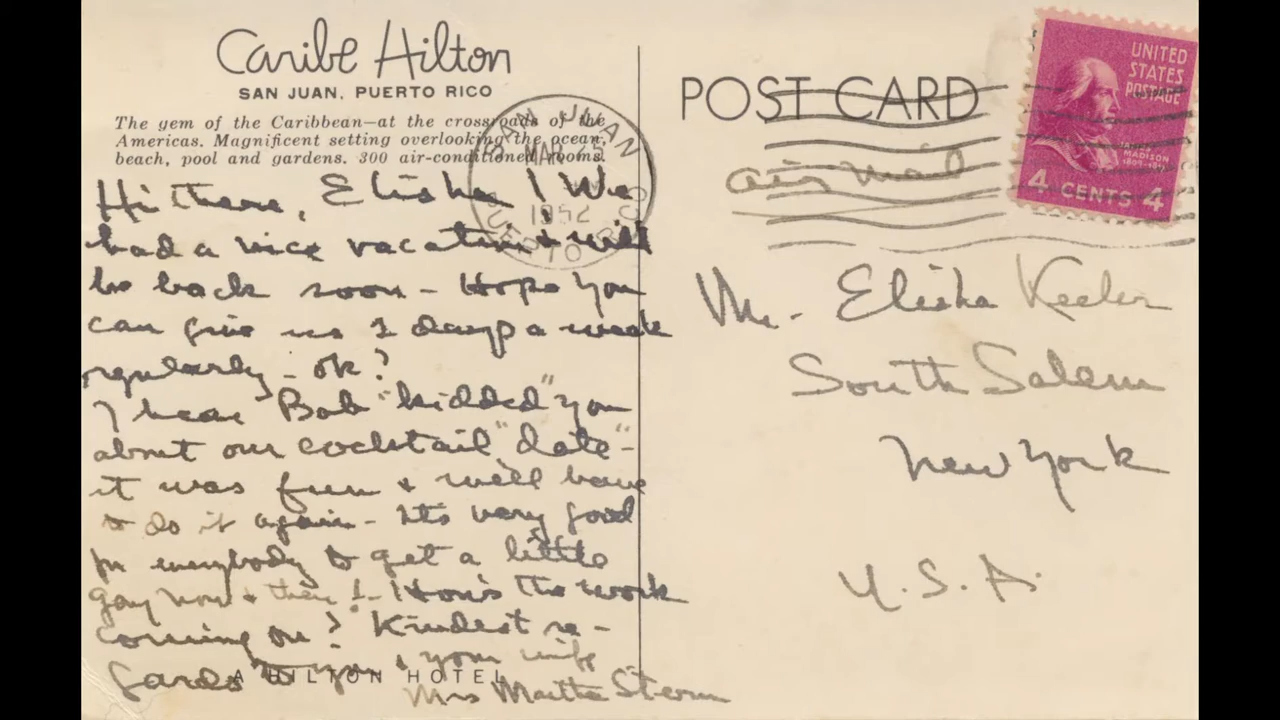 Caribe Hilton
SAN JUAN, PUERTO RICO
The gem of the Caribbean—at the crossroads of the
Americas. Magnificent setting overlooking the ocean,
beach, pool and gardens. 300 air-conditioned rooms.
Hi there, Elisha! We
had a nice vacation & will
be back soon - Hope you
can give us 2 days a week
regularly - ok?
I hear Bob "kidded" you
about our cocktail "date" -
it was fun & we'll have
to do it again - It's very good
for everybody to get a little
gay now & then! - How's the work
coming on? Kindest re-
gards to you & your wife
Mrs Stern
A HILTON HOTEL
POST CARD
air mail
SAN JUAN
MAR
1952
PUERTO RICO
UNITED
STATES
POSTAGE
JAMES
MADISON
4 CENTS 4
Mr. Elisha Keeler
South Salem
New York
U.S.A.